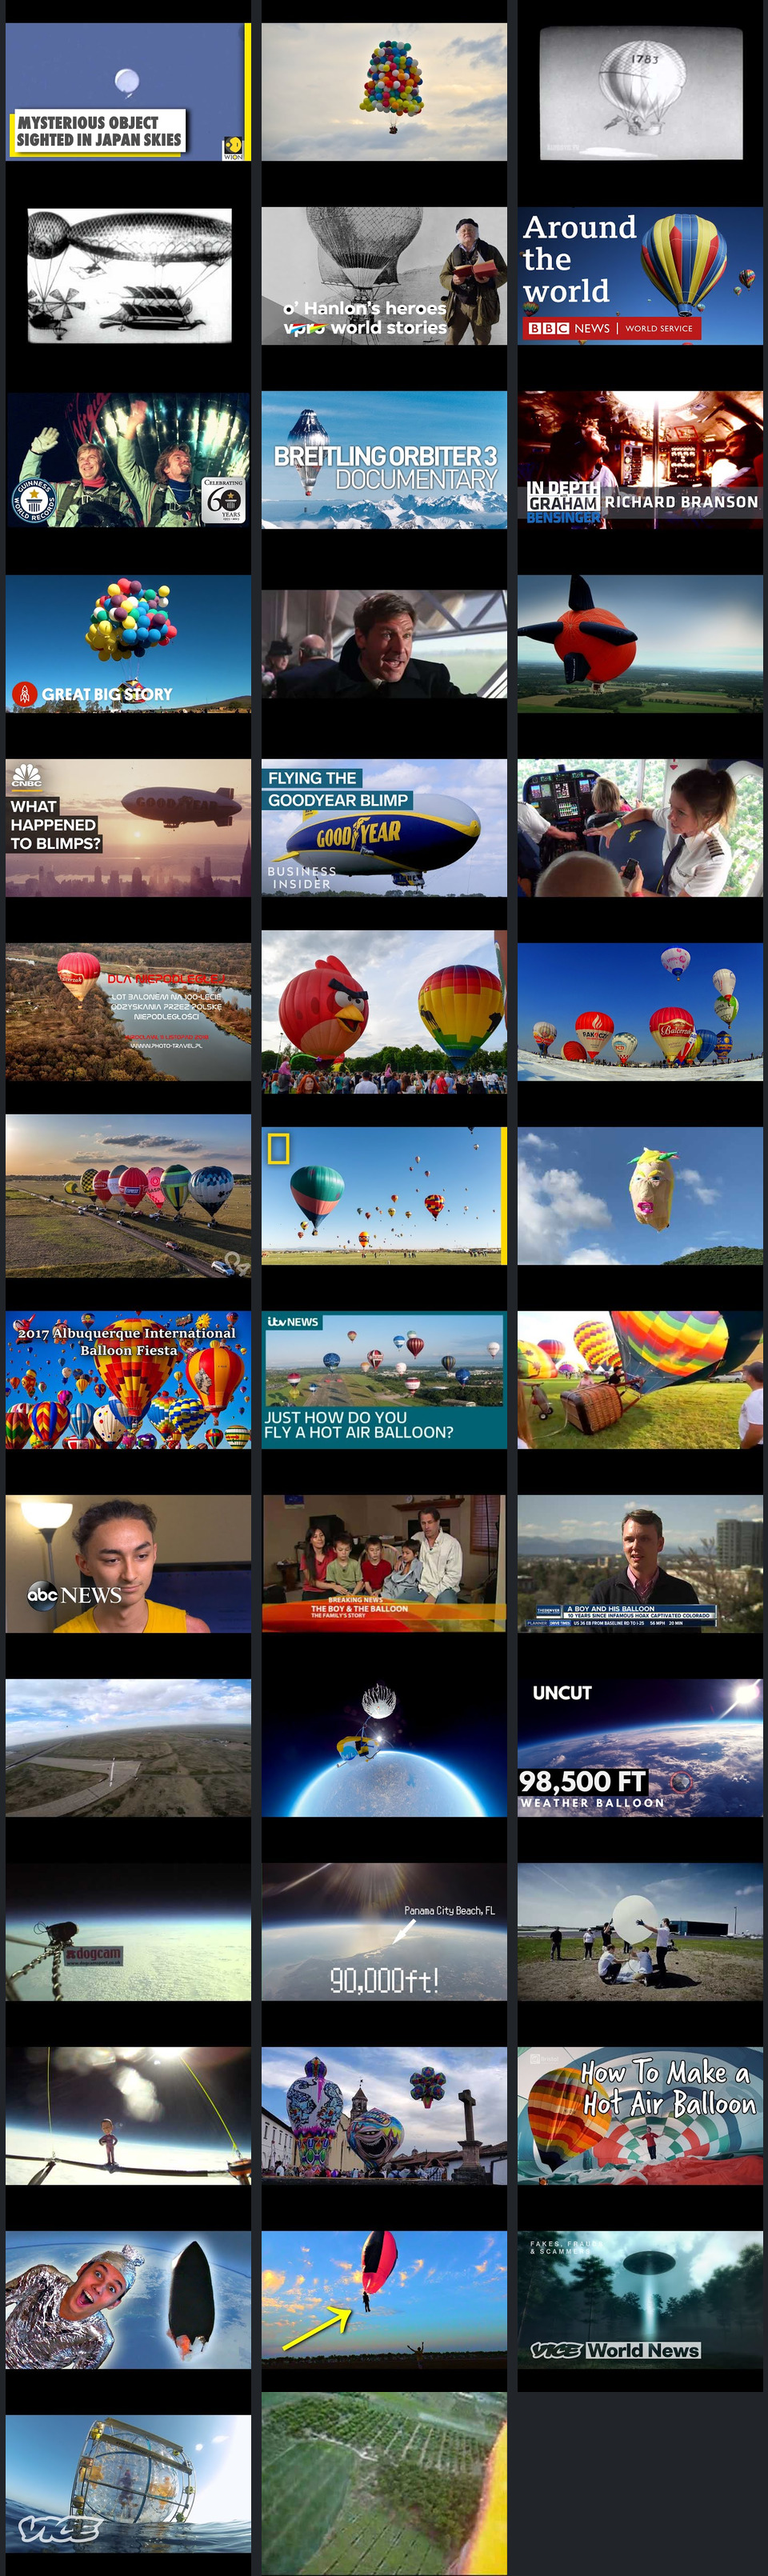 MYSTERIOUS OBJECT
SIGHTED IN JAPAN SKIES
WION
1783
o' Hanlon's heroes
vpro world stories
Around
the
world
BBC NEWS | WORLD SERVICE
Virgin
GUINNESS
WORLD RECORDS
CELEBRATING
60
YEARS
BREITLING ORBITER 3
DOCUMENTARY
IN DEPTH
GRAHAM
BENSINGER
RICHARD BRANSON
GREAT BIG STORY
CNBC
WHAT
HAPPENED
TO BLIMPS?
GOODYEAR
FLYING THE
GOODYEAR BLIMP
GOODYEAR
BUSINESS
INSIDER
DLA NIEPODLEGŁEJ
LOT BALONEM NA 100-LECIE
ODZYSKANIA PRZEZ POLSKĘ
NIEPODLEGŁOŚCI
WWW.PHOTO-TRAVEL.PL
2017 Albuquerque International
Balloon Fiesta
itv NEWS
JUST HOW DO YOU
FLY A HOT AIR BALLOON?
abc NEWS
BREAKING NEWS
THE BOY & THE BALLOON
THE FAMILY'S STORY
A BOY AND HIS BALLOON
10 YEARS SINCE INFAMOUS HOAX CAPTIVATED COLORADO
UNCUT
98,500 FT
WEATHER BALLOON
dogcam
Panama City Beach, FL
90,000ft!
How To Make a
Hot Air Balloon
FAKES, FRAUDS
& SCAMMERS
VICE World News
VICE